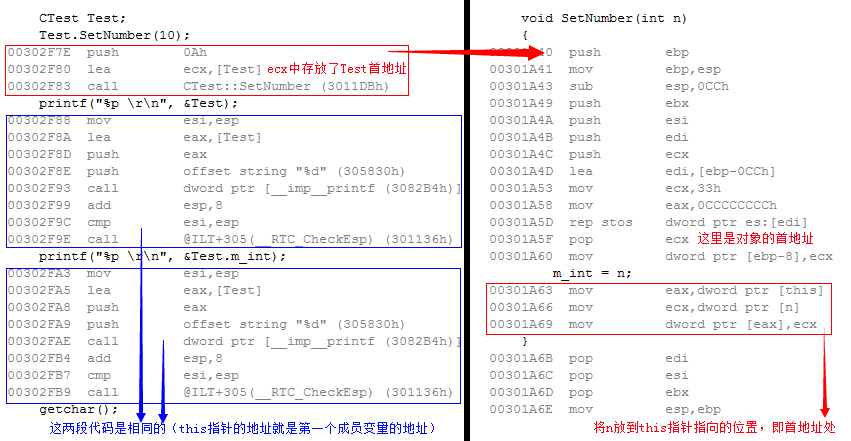 CTest Test;
Test.SetNumber(10);
00302F7E push 0Ah
00302F80 lea ecx,[Test] ecx中存放了Test首地址
00302F83 call CTest::SetNumber (3011DBh)
printf("%p \r\n", &Test);
00302F88 mov esi,esp
00302F8A lea eax,[Test]
00302F8D push eax
00302F8E push offset string "%d" (305830h)
00302F93 call dword ptr [__imp__printf (3082B4h)]
00302F99 add esp,8
00302F9C cmp esi,esp
00302F9E call @ILT+305(__RTC_CheckEsp) (301136h)
printf("%p \r\n", &Test.m_int);
00302FA3 mov esi,esp
00302FA5 lea eax,[Test]
00302FA8 push eax
00302FA9 push offset string "%d" (305830h)
00302FAE call dword ptr [__imp__printf (3082B4h)]
00302FB4 add esp,8
00302FB7 cmp esi,esp
00302FB9 call @ILT+305(__RTC_CheckEsp) (301136h)
getchar();
这两段代码是相同的（this指针的地址就是第一个成员变量的地址）
void SetNumber(int n)
{
40 push ebp
00301A41 mov ebp,esp
00301A43 sub esp,0CCh
00301A49 push ebx
00301A4A push esi
00301A4B push edi
00301A4C push ecx
00301A4D lea edi,[ebp-0CCh]
00301A53 mov ecx,33h
00301A58 mov eax,0CCCCCCCCh
00301A5D rep stos dword ptr es:[edi]
00301A5F pop ecx 这里是对象的首地址
00301A60 mov dword ptr [ebp-8],ecx
m_int = n;
00301A63 mov eax,dword ptr [this]
00301A66 mov ecx,dword ptr [n]
00301A69 mov dword ptr [eax],ecx
}
00301A6B pop edi
00301A6C pop esi
00301A6D pop ebx
00301A6E mov esp,ebp
将n放到this指针指向的位置，即首地址处